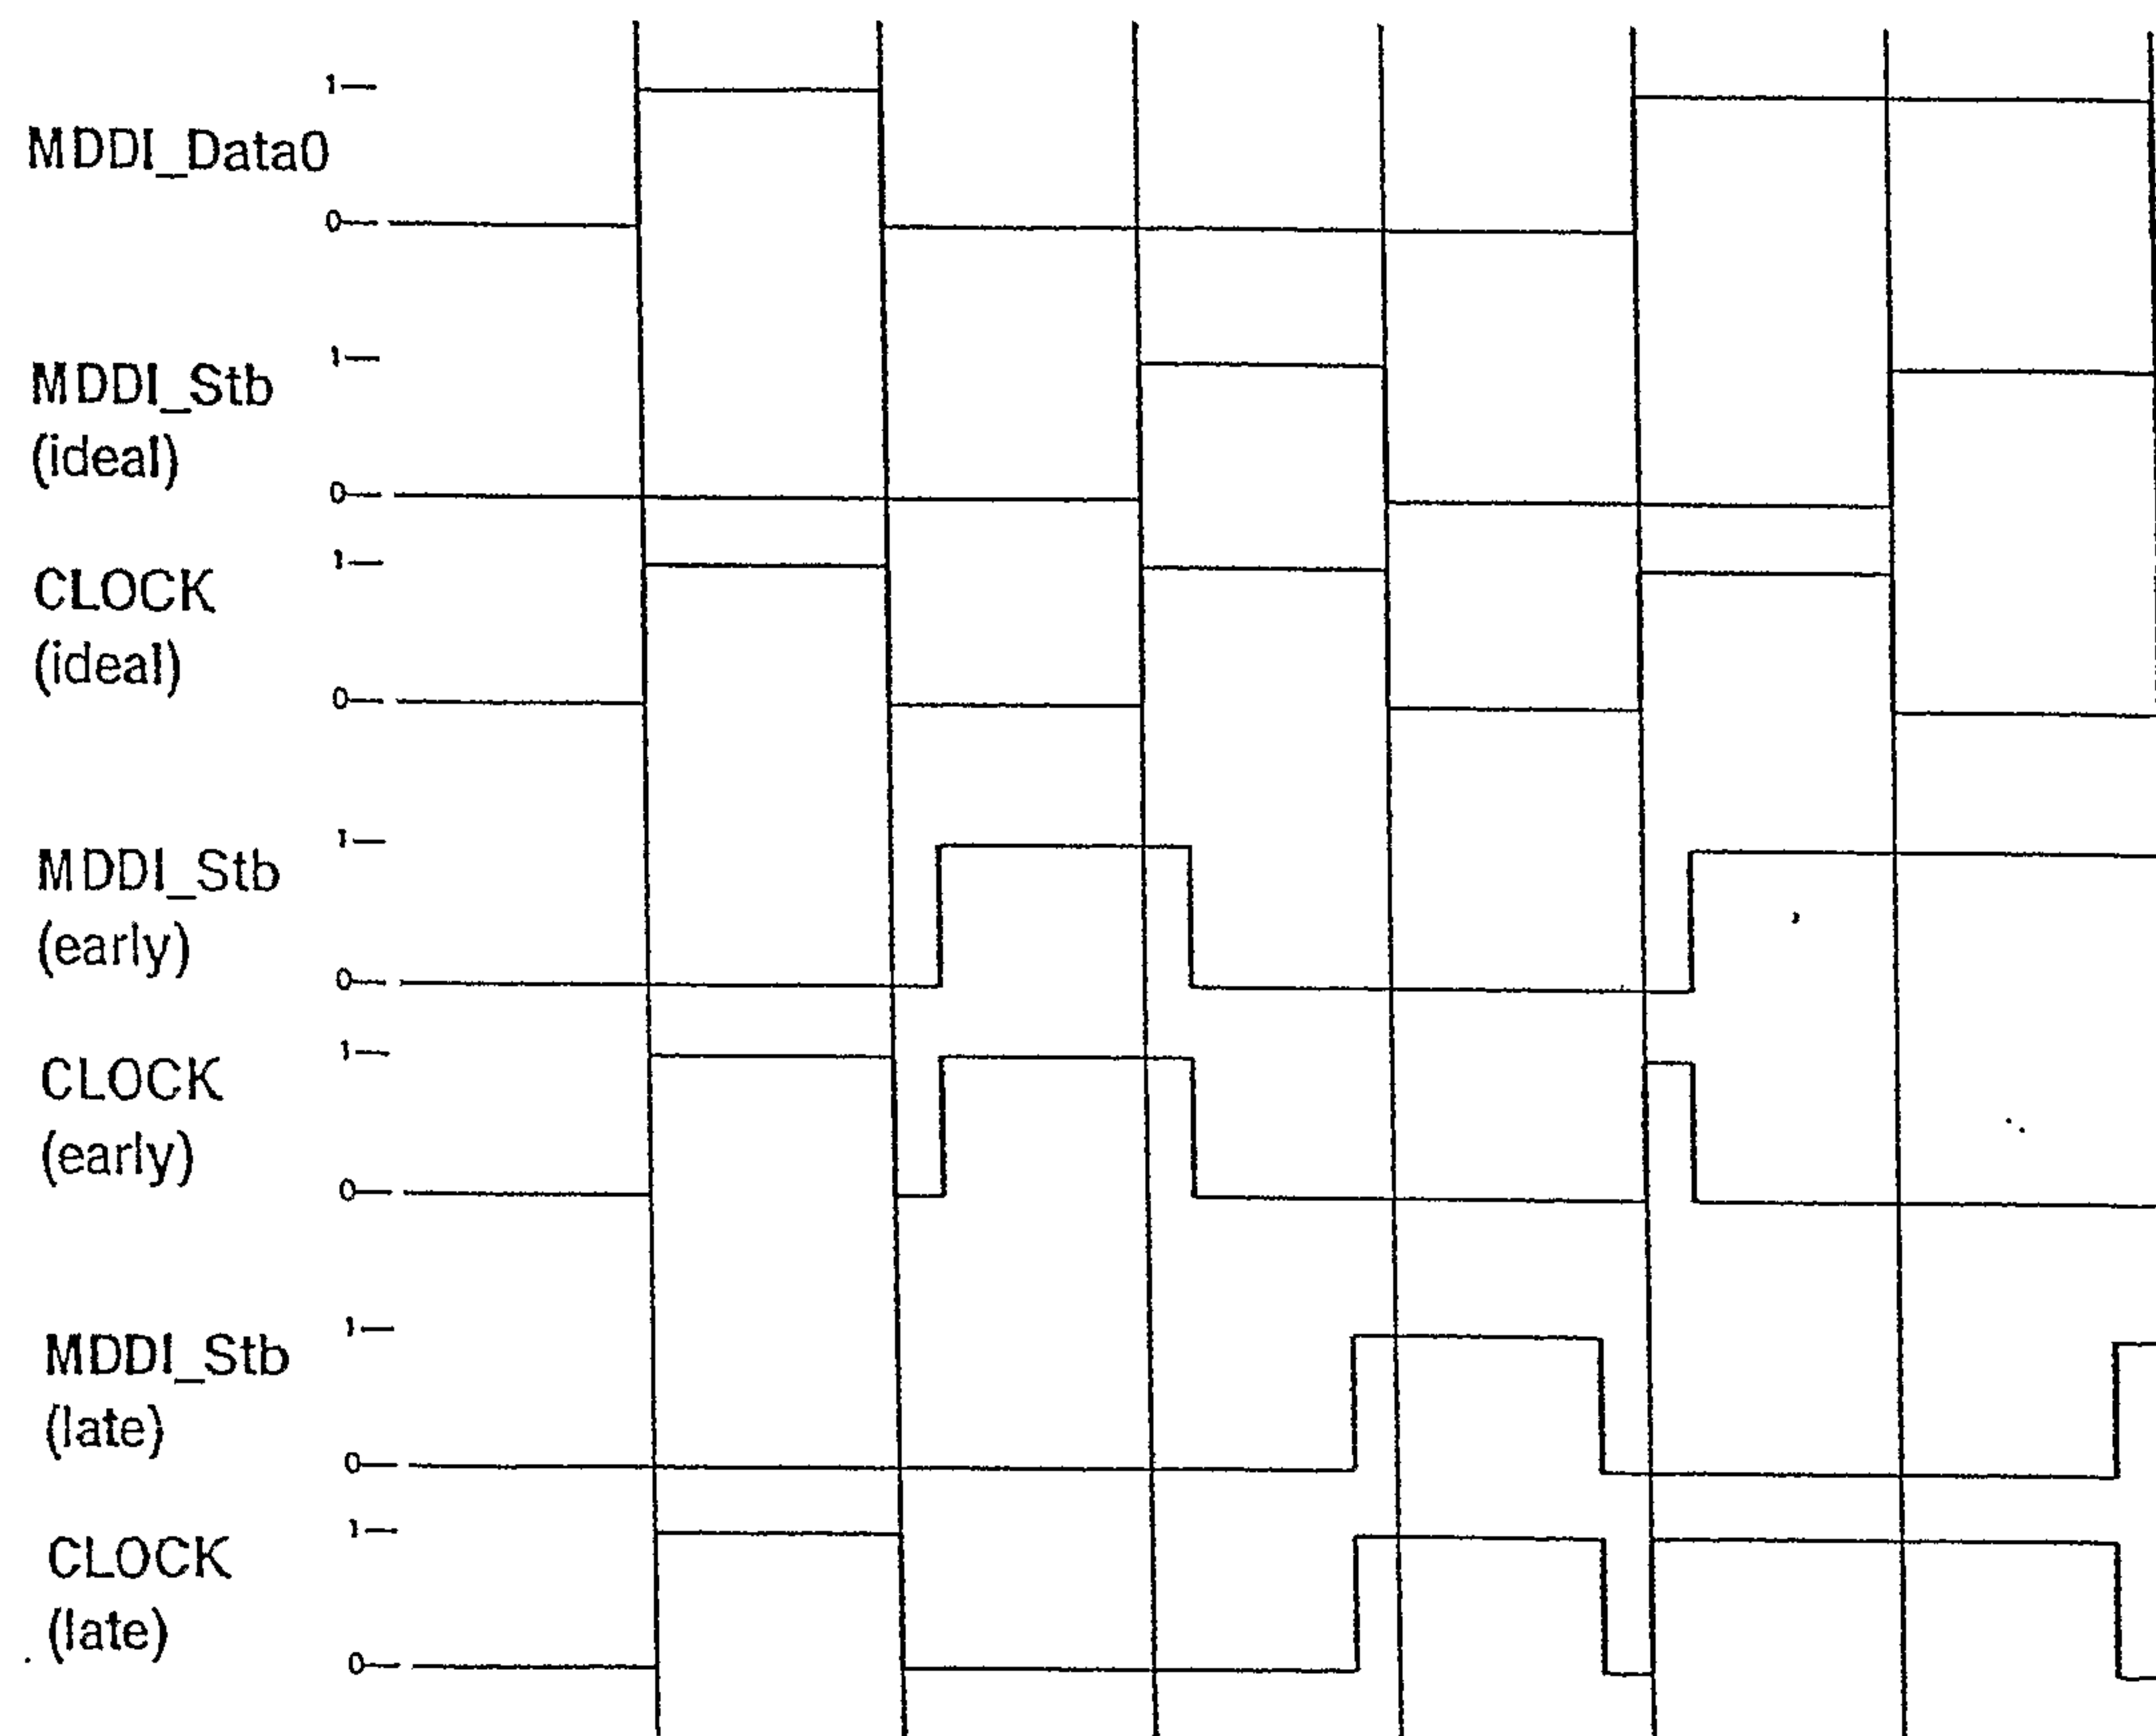 1—
MDDI_Data0
0—
1—
MDDI_Stb
(ideal)
0—
1—
CLOCK
(ideal)
0—
1—
MDDI_Stb
(early)
0—
1—
CLOCK
(early)
0—
1—
MDDI_Stb
(late)
0—
1—
CLOCK
(late)
0—